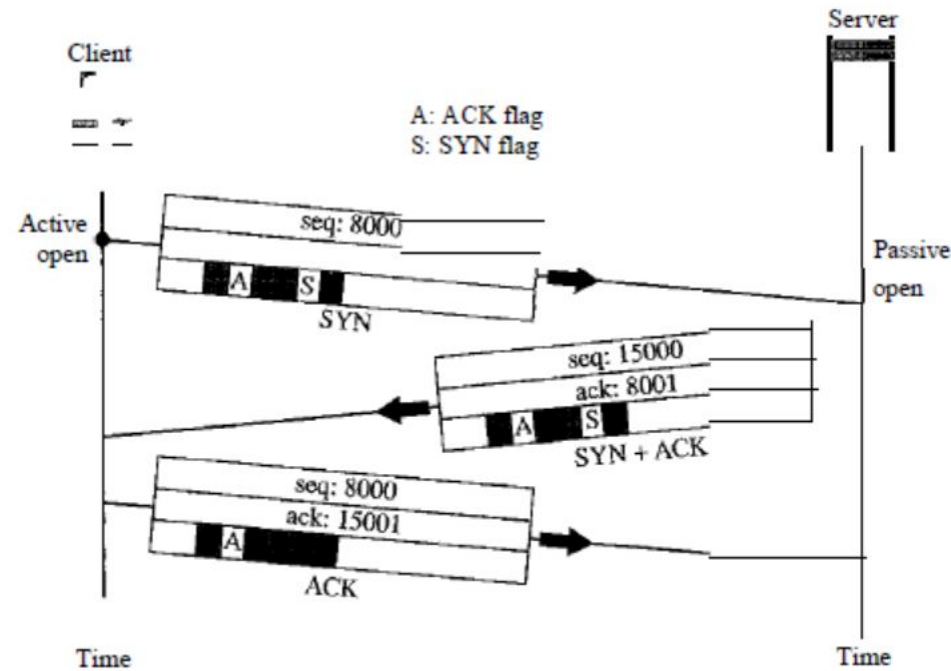 Server
Client
A: ACK flag
S: SYN flag
seq: 8000
Active
open
A S
SYN
Passive
open
seq: 15000
ack: 8001
A S
SYN + ACK
seq: 8000
ack: 15001
A
ACK
Time
Time